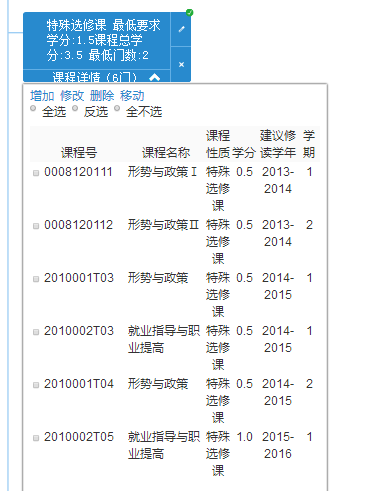 特殊选修课 最低要求
学分:1.5课程总学
分:3.5 最低门数:2
课程详情（6门）
增加 修改 删除 移动
全选 反选 全不选
课程号 课程名称 课程性质 学分 建议修读学年 学期
0008120111 形势与政策Ⅰ 特殊选修课 0.5 2013-2014 1
0008120112 形势与政策Ⅱ 特殊选修课 0.5 2013-2014 2
2010001T03 形势与政策 特殊选修课 0.5 2014-2015 1
2010002T03 就业指导与职业提高 特殊选修课 0.5 2014-2015 1
2010001T04 形势与政策 特殊选修课 0.5 2014-2015 2
2010002T05 就业指导与职业提高 特殊选修课 1.0 2015-2016 1